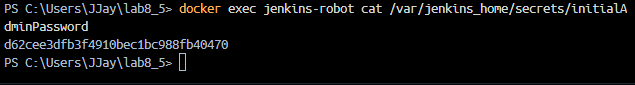 PS C:\Users\JJay\lab8_5> docker exec jenkins-robot cat /var/jenkins_home/secrets/initialA
dminPassword
d62cee3dfb3f4910bec1bc988fb40470
PS C:\Users\JJay\lab8_5>